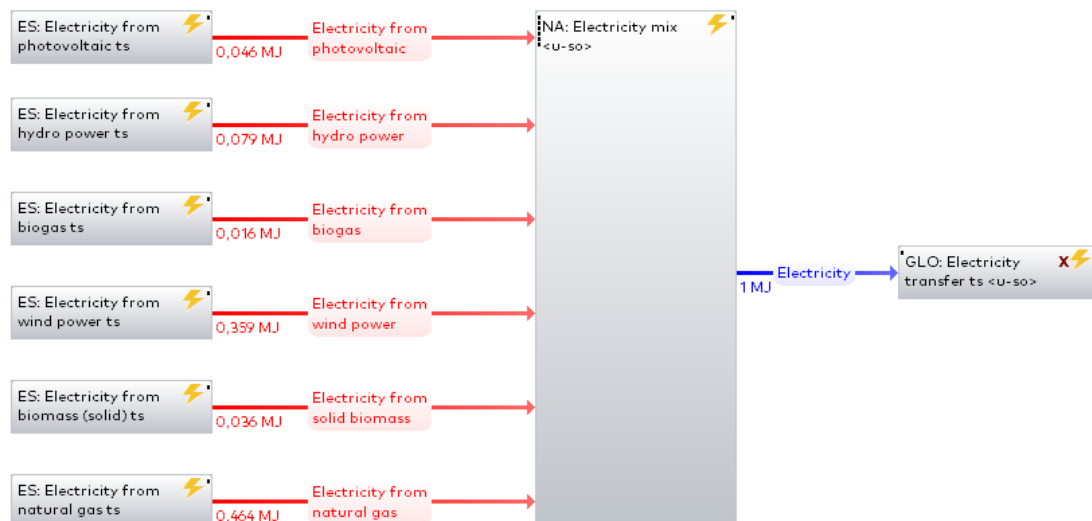 ES: Electricity from
photovoltaic ts
0,046 MJ
Electricity from
photovoltaic
NA: Electricity mix
<u-so>
ES: Electricity from
hydro power ts
0,079 MJ
Electricity from
hydro power
ES: Electricity from
biogas ts
0,016 MJ
Electricity from
biogas
Electricity
1 MJ
GLO: Electricity
transfer ts <u-so>
X
ES: Electricity from
wind power ts
0,359 MJ
Electricity from
wind power
ES: Electricity from
biomass (solid) ts
0,036 MJ
Electricity from
solid biomass
ES: Electricity from
natural gas ts
0,464 MJ
Electricity from
natural gas